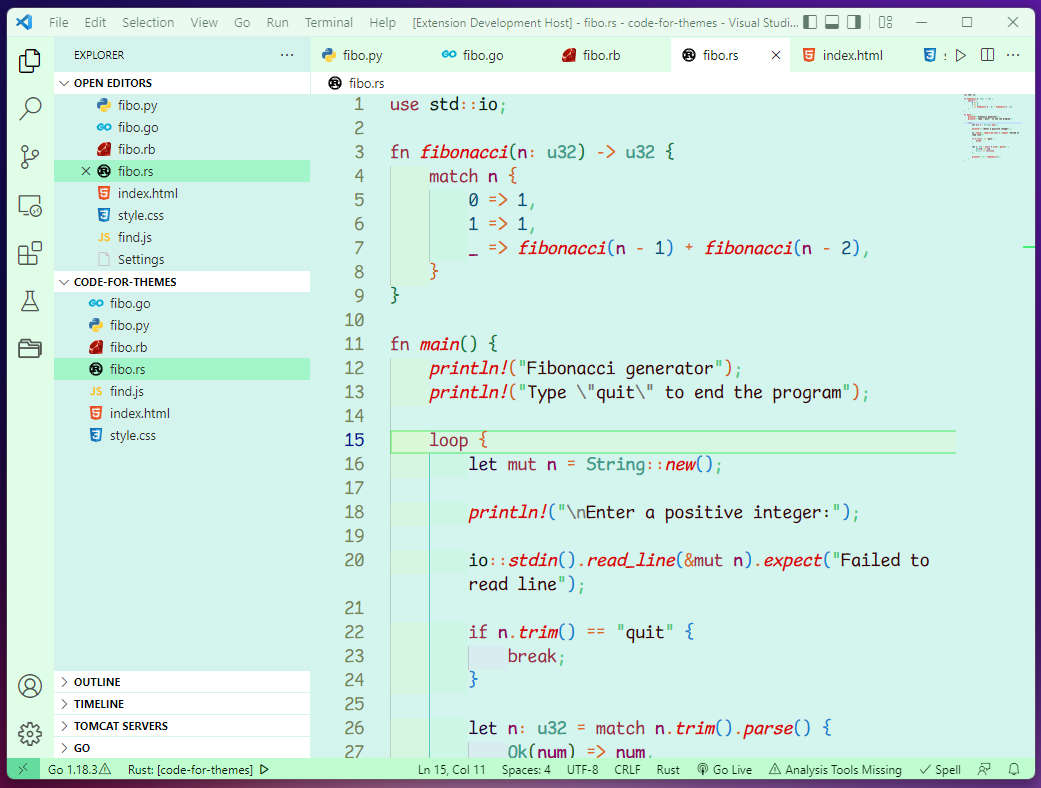 File Edit Selection View Go Run Terminal Help [Extension Development Host] - fibo.rs - code-for-themes - Visual Studi...
EXPLORER ···
fibo.py fibo.go fibo.rb fibo.rs index.html
OPEN EDITORS
fibo.py
fibo.go
fibo.rb
fibo.rs
index.html
style.css
JS find.js
Settings
CODE-FOR-THEMES
fibo.go
fibo.py
fibo.rb
fibo.rs
JS find.js
index.html
style.css
OUTLINE
TIMELINE
TOMCAT SERVERS
GO
fibo.rs
1 use std::io;
2
3 fn fibonacci(n: u32) -> u32 {
4 match n {
5 0 => 1,
6 1 => 1,
7 _ => fibonacci(n - 1) + fibonacci(n - 2),
8 }
9 }
10
11 fn main() {
12 println!("Fibonacci generator");
13 println!("Type \"quit\" to end the program");
14
15 loop {
16 let mut n = String::new();
17
18 println!("\nEnter a positive integer:");
19
20 io::stdin().read_line(&mut n).expect("Failed to
read line");
21
22 if n.trim() == "quit" {
23 break;
24 }
25
26 let n: u32 = match n.trim().parse() {
27 Ok(num) => num,
Go 1.18.3 Rust: [code-for-themes] Ln 15, Col 11 Spaces: 4 UTF-8 CRLF Rust Go Live Analysis Tools Missing Spell